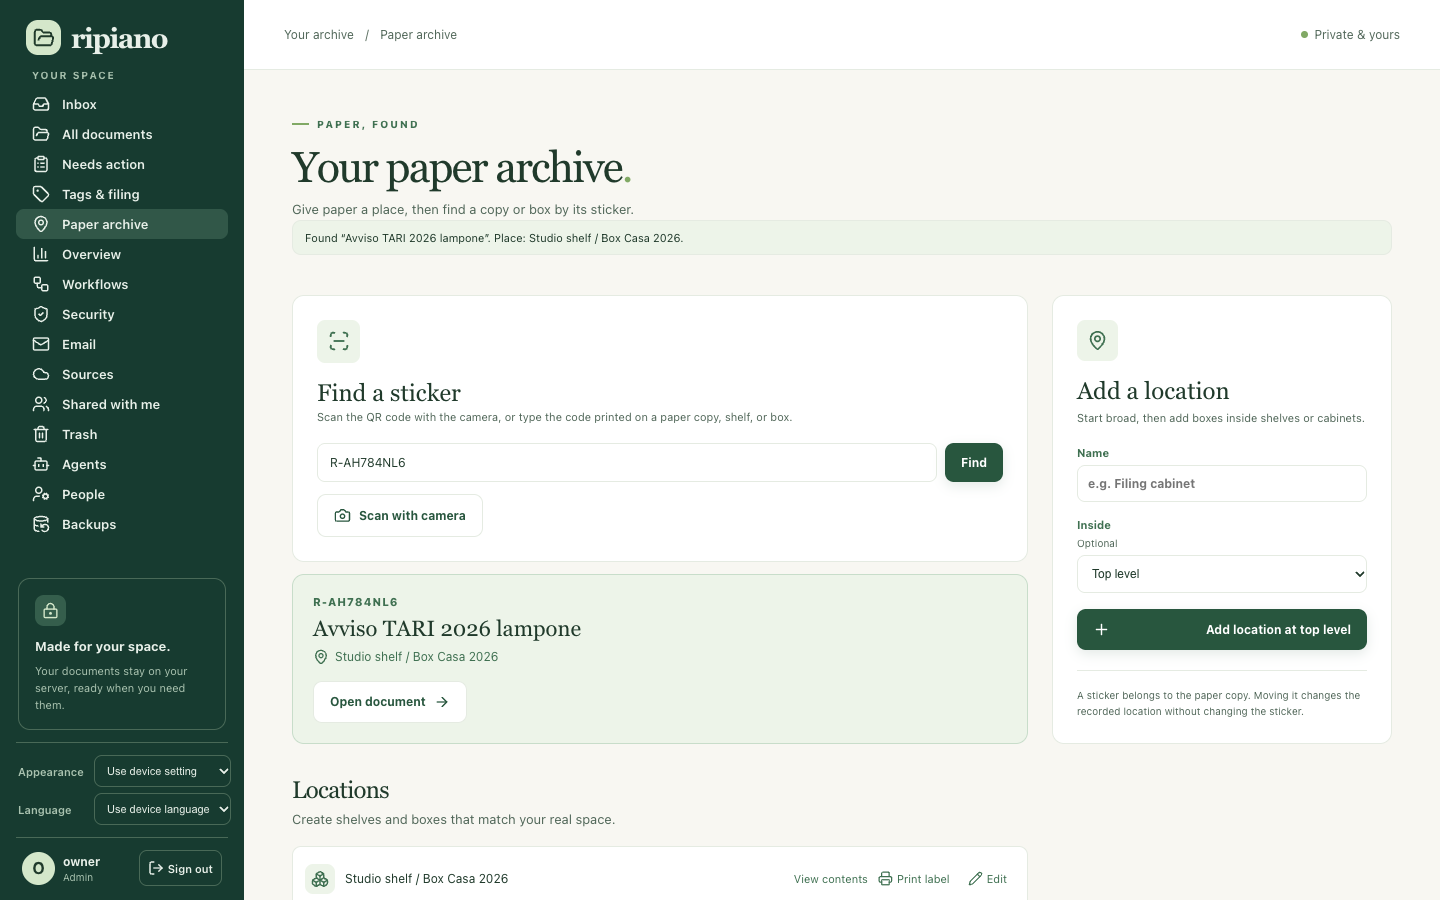 ripiano
YOUR SPACE
Inbox
All documents
Needs action
Tags & filing
Paper archive
Overview
Workflows
Security
Email
Sources
Shared with me
Trash
Agents
People
Backups
Made for your space.
Your documents stay on your
server, ready when you need
them.
Appearance Use device setting
Language Use device language
O owner
Admin
Sign out
Your archive / Paper archive
Private & yours
PAPER, FOUND
Your paper archive.
Give paper a place, then find a copy or box by its sticker.
Found “Avviso TARI 2026 lampone”. Place: Studio shelf / Box Casa 2026.
Find a sticker
Scan the QR code with the camera, or type the code printed on a paper copy, shelf, or box.
R-AH784NL6 Find
Scan with camera
R-AH784NL6
Avviso TARI 2026 lampone
Studio shelf / Box Casa 2026
Open document
Add a location
Start broad, then add boxes inside shelves or cabinets.
Name
e.g. Filing cabinet
Inside
Optional
Top level
Add location at top level
A sticker belongs to the paper copy. Moving it changes the
recorded location without changing the sticker.
Locations
Create shelves and boxes that match your real space.
Studio shelf / Box Casa 2026 View contents Print label Edit